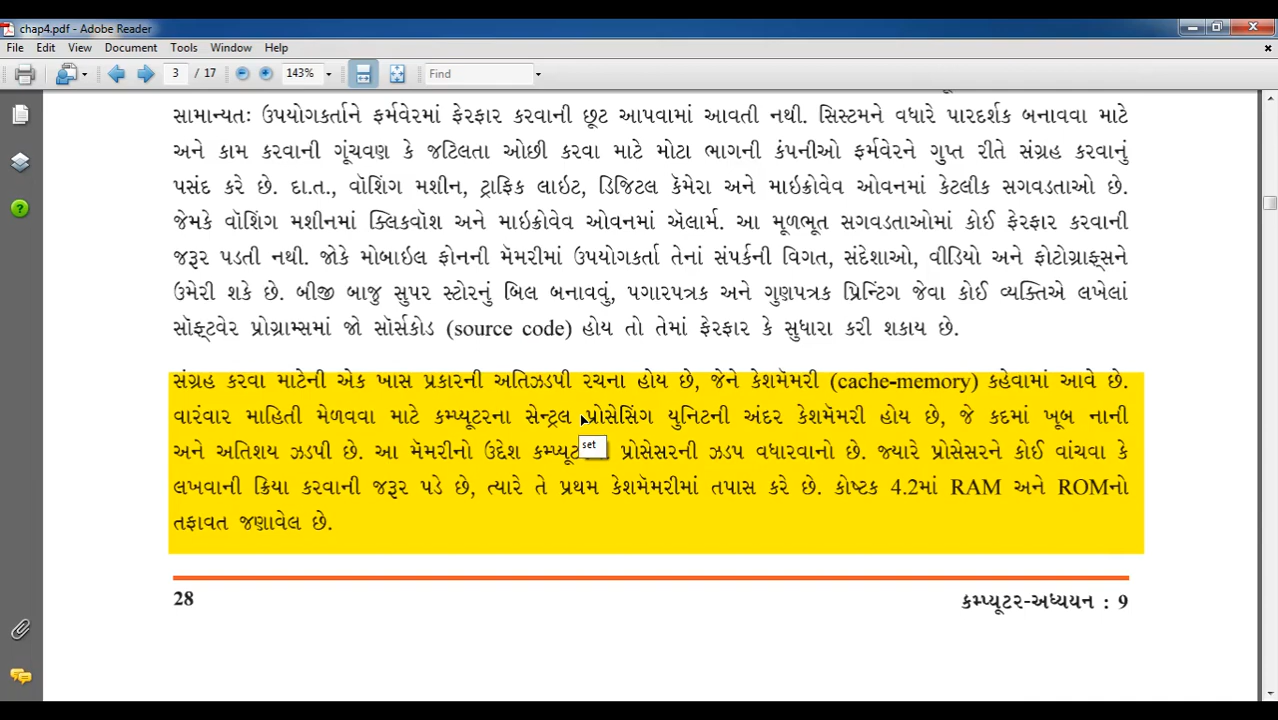 chap4.pdf - Adobe Reader
File Edit View Document Tools Window Help
3 / 17 143% Find
સામાન્યતઃ ઉપયોગકર્તાને ફર્મવેરમાં ફેરફાર કરવાની છૂટ આપવામાં આવતી નથી. સિસ્ટમને વધારે પારદર્શક બનાવવા માટે
અને કામ કરવાની ગૂંચવણ કે જટિલતા ઓછી કરવા માટે મોટા ભાગની કંપનીઓ ફર્મવેરને ગુપ્ત રીતે સંગ્રહ કરવાનું
પસંદ કરે છે. દા.ત., વૉશિંગ મશીન, ટ્રાફિક લાઇટ, ડિજિટલ કૅમેરા અને માઇક્રોવેવ ઓવનમાં કેટલીક સગવડતાઓ છે.
જેમકે વૉશિંગ મશીનમાં ક્લિકવૉશ અને માઇક્રોવેવ ઓવનમાં ઍલાર્મ. આ મૂળભૂત સગવડતાઓમાં કોઈ ફેરફાર કરવાની
જરૂર પડતી નથી. જોકે મોબાઇલ ફોનની મૅમરીમાં ઉપયોગકર્તા તેનાં સંપર્કની વિગત, સંદેશાઓ, વીડિયો અને ફોટોગ્રાફ્સને
ઉમેરી શકે છે. બીજી બાજુ સુપર સ્ટોરનું બિલ બનાવવું, પગારપત્રક અને ગુણપત્રક પ્રિન્ટિંગ જેવા કોઈ વ્યક્તિએ લખેલાં
સૉફ્ટવેર પ્રોગ્રામ્સમાં જો સૉર્સકોડ (source code) હોય તો તેમાં ફેરફાર કે સુધારા કરી શકાય છે.
સંગ્રહ કરવા માટેની એક ખાસ પ્રકારની અતિઝડપી રચના હોય છે, જેને કેશમૅમરી (cache-memory) કહેવામાં આવે છે.
વારંવાર માહિતી મેળવવા માટે કમ્પ્યૂટરના સેન્ટ્રલ પ્રોસેસિંગ યુનિટની અંદર કેશમૅમરી હોય છે, જે કદમાં ખૂબ નાની
અને અતિશય ઝડપી છે. આ મૅમરીનો ઉદ્દેશ પ્રોસેસરની ઝડપ વધારવાનો છે. જ્યારે પ્રોસેસરને કોઈ વાંચવા કે
set
લખવાની ક્રિયા કરવાની જરૂર પડે છે, ત્યારે તે પ્રથમ કેશમૅમરીમાં તપાસ કરે છે. કોષ્ટક 4.2માં RAM અને ROMનો
તફાવત જણાવેલ છે.
28 કમ્પ્યૂટર-અધ્યયન : 9